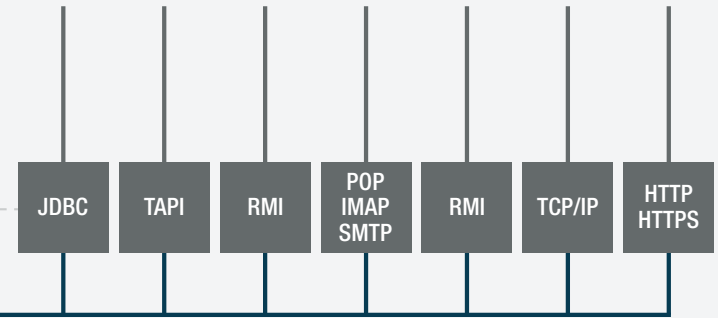 JDBC
TAPI
RMI
POP
IMAP
SMTP
RMI
TCP/IP
HTTP
HTTPS